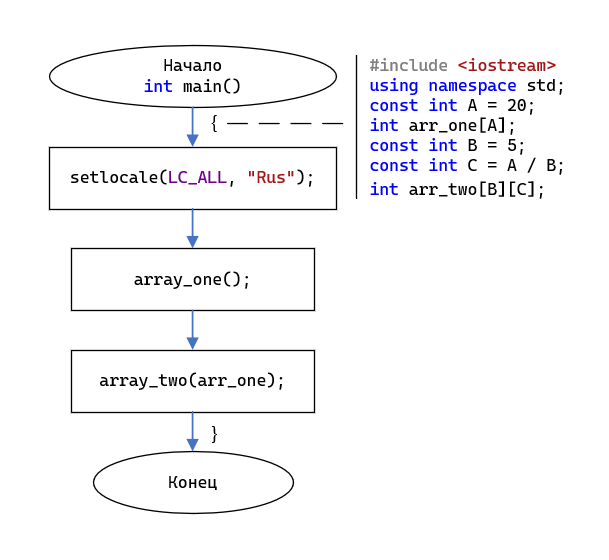 Начало
int main()
{
#include <iostream>
using namespace std;
const int A = 20;
int arr_one[A];
const int B = 5;
const int C = A / B;
int arr_two[B][C];
setlocale(LC_ALL, "Rus");
array_one();
array_two(arr_one);
}
Конец